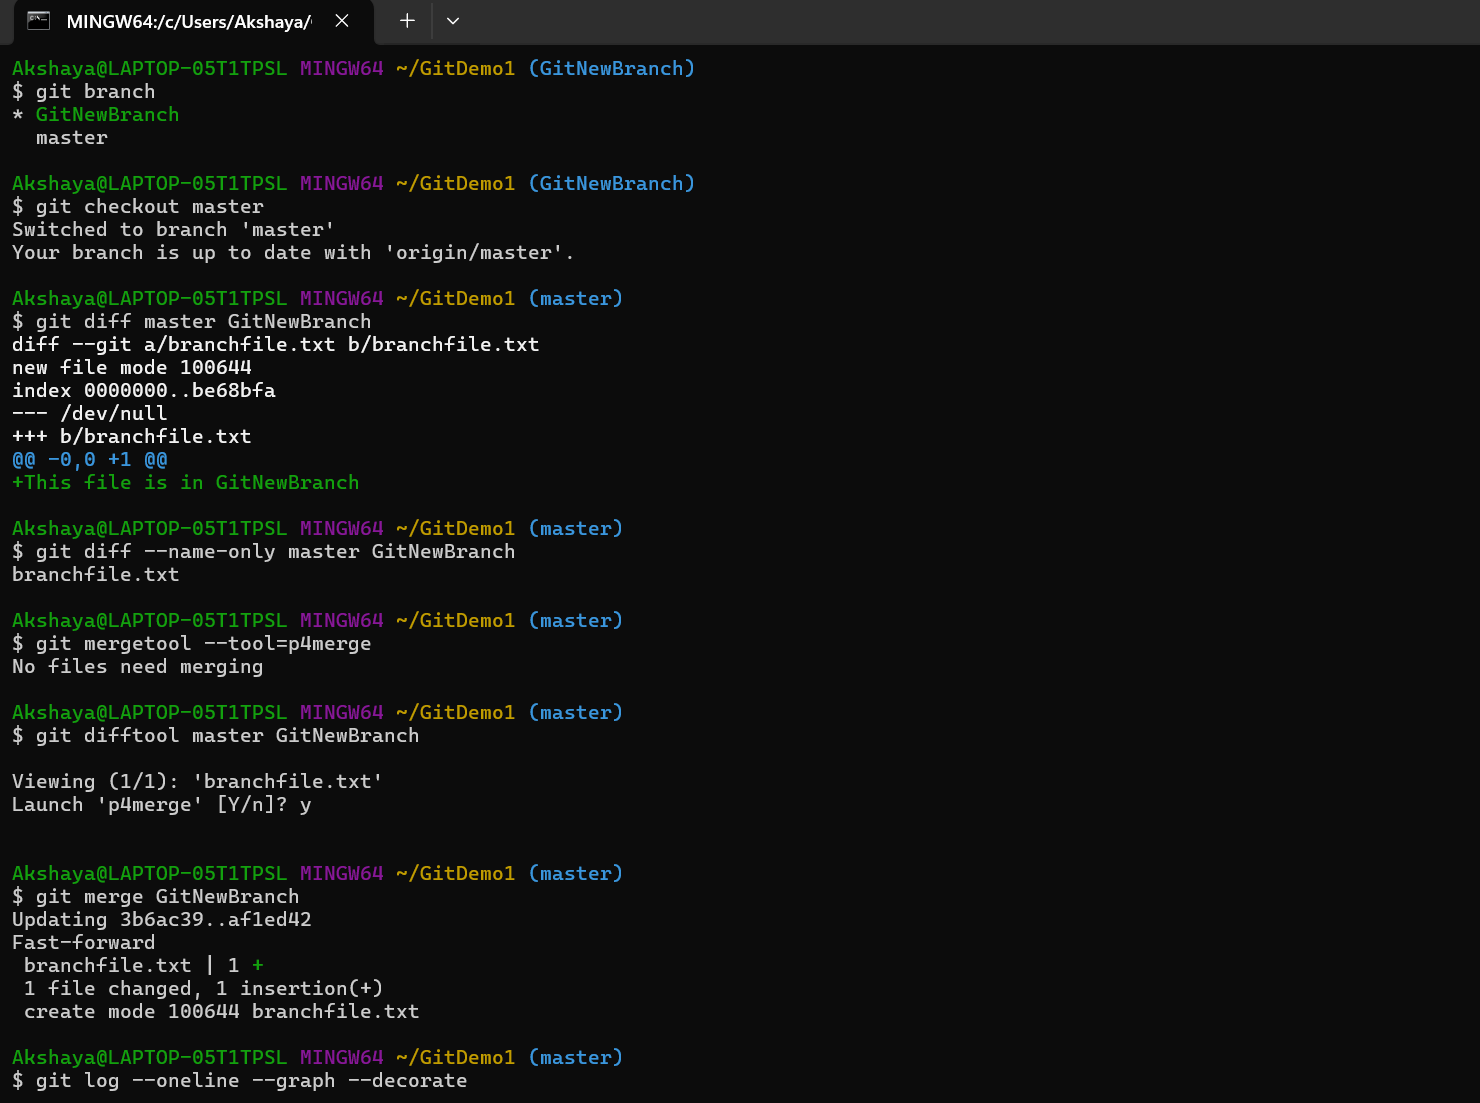 MINGW64:/c/Users/Akshaya/
Akshaya@LAPTOP-05T1TPSL MINGW64 ~/GitDemo1 (GitNewBranch)
$ git branch
* GitNewBranch
  master
Akshaya@LAPTOP-05T1TPSL MINGW64 ~/GitDemo1 (GitNewBranch)
$ git checkout master
Switched to branch 'master'
Your branch is up to date with 'origin/master'.
Akshaya@LAPTOP-05T1TPSL MINGW64 ~/GitDemo1 (master)
$ git diff master GitNewBranch
diff --git a/branchfile.txt b/branchfile.txt
new file mode 100644
index 0000000..be68bfa
--- /dev/null
+++ b/branchfile.txt
@@ -0,0 +1 @@
+This file is in GitNewBranch
Akshaya@LAPTOP-05T1TPSL MINGW64 ~/GitDemo1 (master)
$ git diff --name-only master GitNewBranch
branchfile.txt
Akshaya@LAPTOP-05T1TPSL MINGW64 ~/GitDemo1 (master)
$ git mergetool --tool=p4merge
No files need merging
Akshaya@LAPTOP-05T1TPSL MINGW64 ~/GitDemo1 (master)
$ git difftool master GitNewBranch
Viewing (1/1): 'branchfile.txt'
Launch 'p4merge' [Y/n]? y
Akshaya@LAPTOP-05T1TPSL MINGW64 ~/GitDemo1 (master)
$ git merge GitNewBranch
Updating 3b6ac39..af1ed42
Fast-forward
 branchfile.txt | 1 +
 1 file changed, 1 insertion(+)
 create mode 100644 branchfile.txt
Akshaya@LAPTOP-05T1TPSL MINGW64 ~/GitDemo1 (master)
$ git log --oneline --graph --decorate